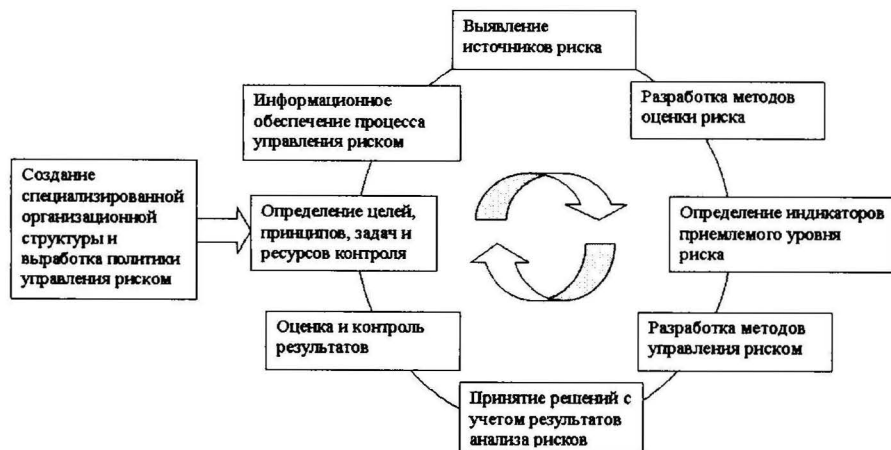 Выявление
источников риска
Информационное
обеспечение процесса
управления риском
Разработка методов
оценки риска
Создание
специализированной
организационной
структуры и
выработка политики
управления риском
Определение целей,
принципов, задач и
ресурсов контроля
Определение индикаторов
приемлемого уровня
риска
Оценка и контроль
результатов
Разработка методов
управления риском
Принятие решений с
учетом результатов
анализа рисков